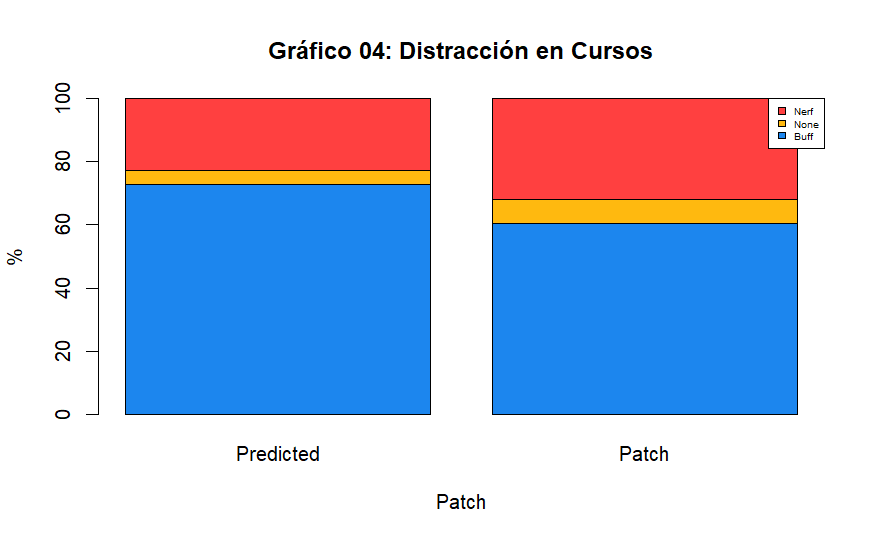 Gráfico 04: Distracción en Cursos
%
100
80
60
40
20
0
Nerf
None
Buff
Predicted
Patch
Patch